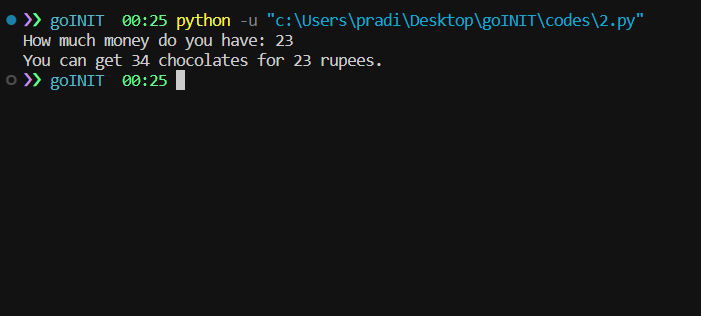 ❯❯ goINIT 00:25 python -u "c:\Users\pradi\Desktop\goINIT\codes\2.py"
How much money do you have: 23
You can get 34 chocolates for 23 rupees.
❯❯ goINIT 00:25